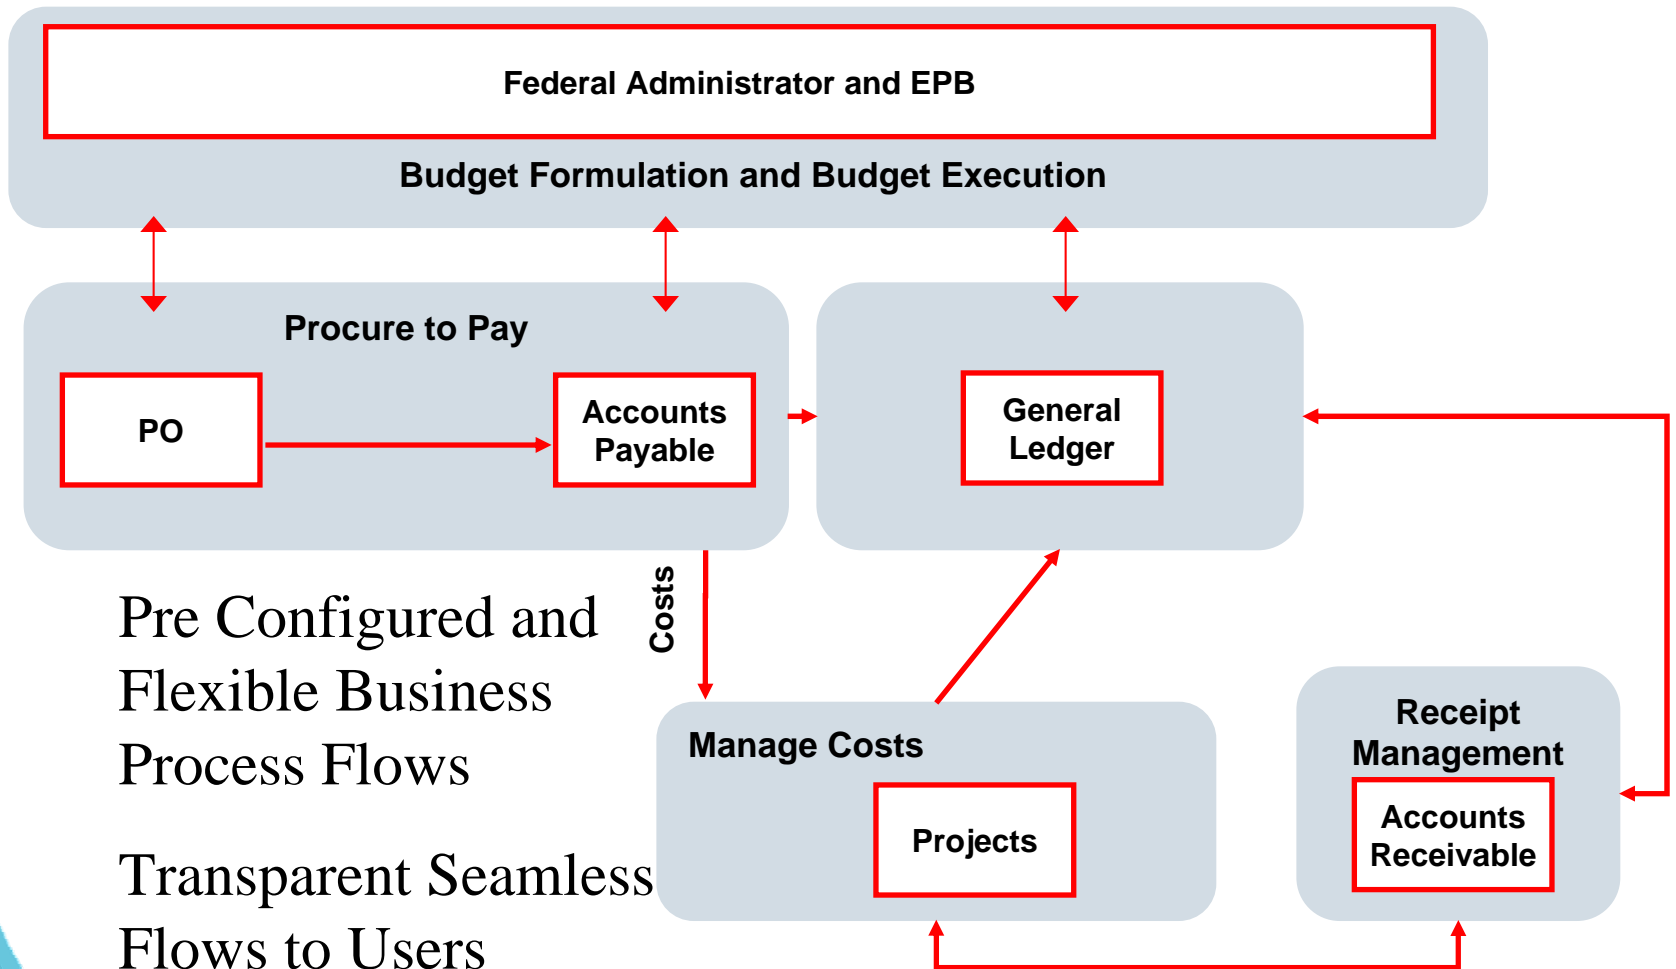 Federal Administrator and EPB
Budget Formulation and Budget Execution
Procure to Pay
PO
Accounts
Payable
General
Ledger
Costs
Pre Configured and
Flexible Business
Process Flows
Transparent Seamless
Flows to Users
Manage Costs
Projects
Receipt
Management
Accounts
Receivable